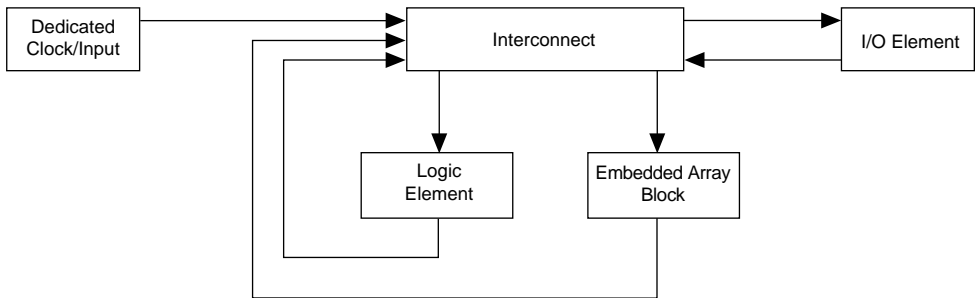 Dedicated
Clock/Input
Interconnect
I/O Element
Logic
Element
Embedded Array
Block